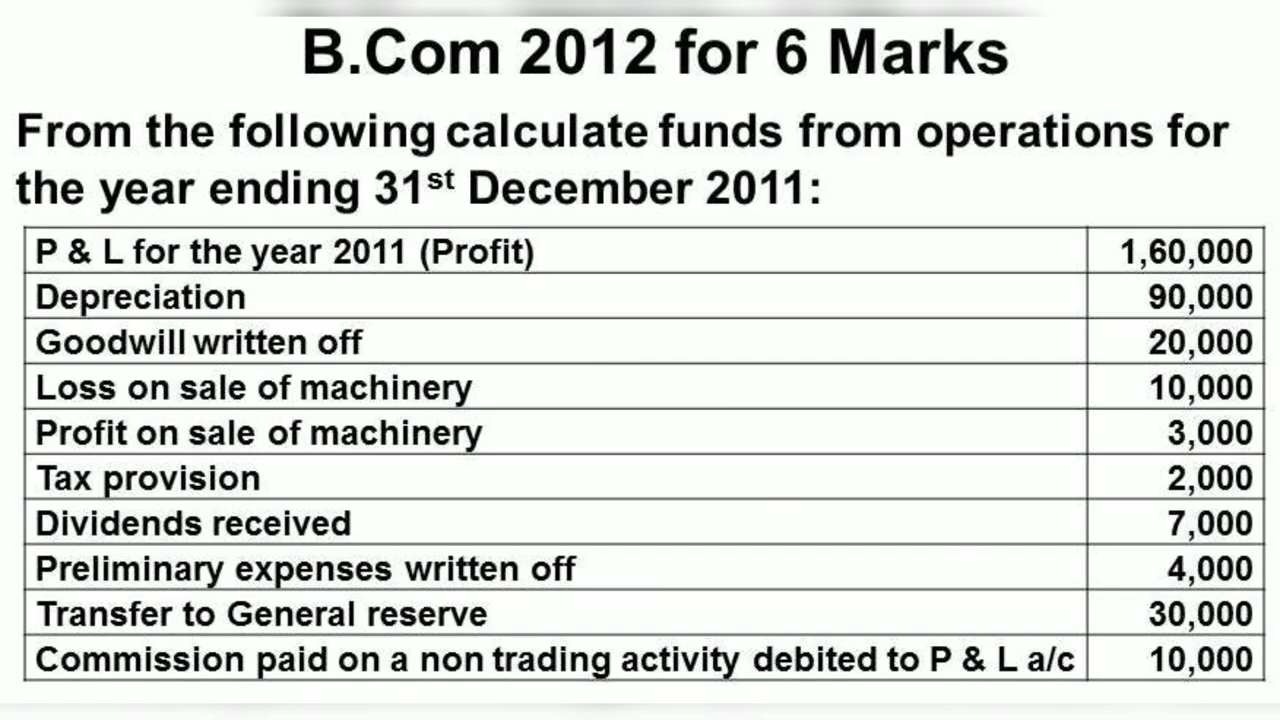 B.Com 2012 for 6 Marks
From the following calculate funds from operations for
the year ending 31st December 2011:
P & L for the year 2011 (Profit) 1,60,000
Depreciation 90,000
Goodwill written off 20,000
Loss on sale of machinery 10,000
Profit on sale of machinery 3,000
Tax provision 2,000
Dividends received 7,000
Preliminary expenses written off 4,000
Transfer to General reserve 30,000
Commission paid on a non trading activity debited to P & L a/c 10,000